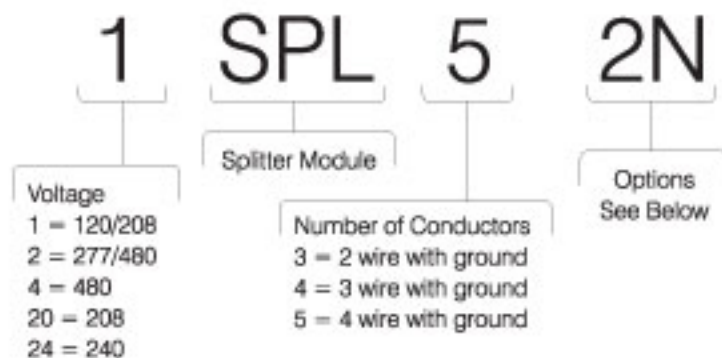 1 SPL 5 2N
Splitter Module
Voltage
1 = 120/208
2 = 277/480
4 = 480
20 = 208
24 = 240
Number of Conductors
3 = 2 wire with ground
4 = 3 wire with ground
5 = 4 wire with ground
Options
See Below